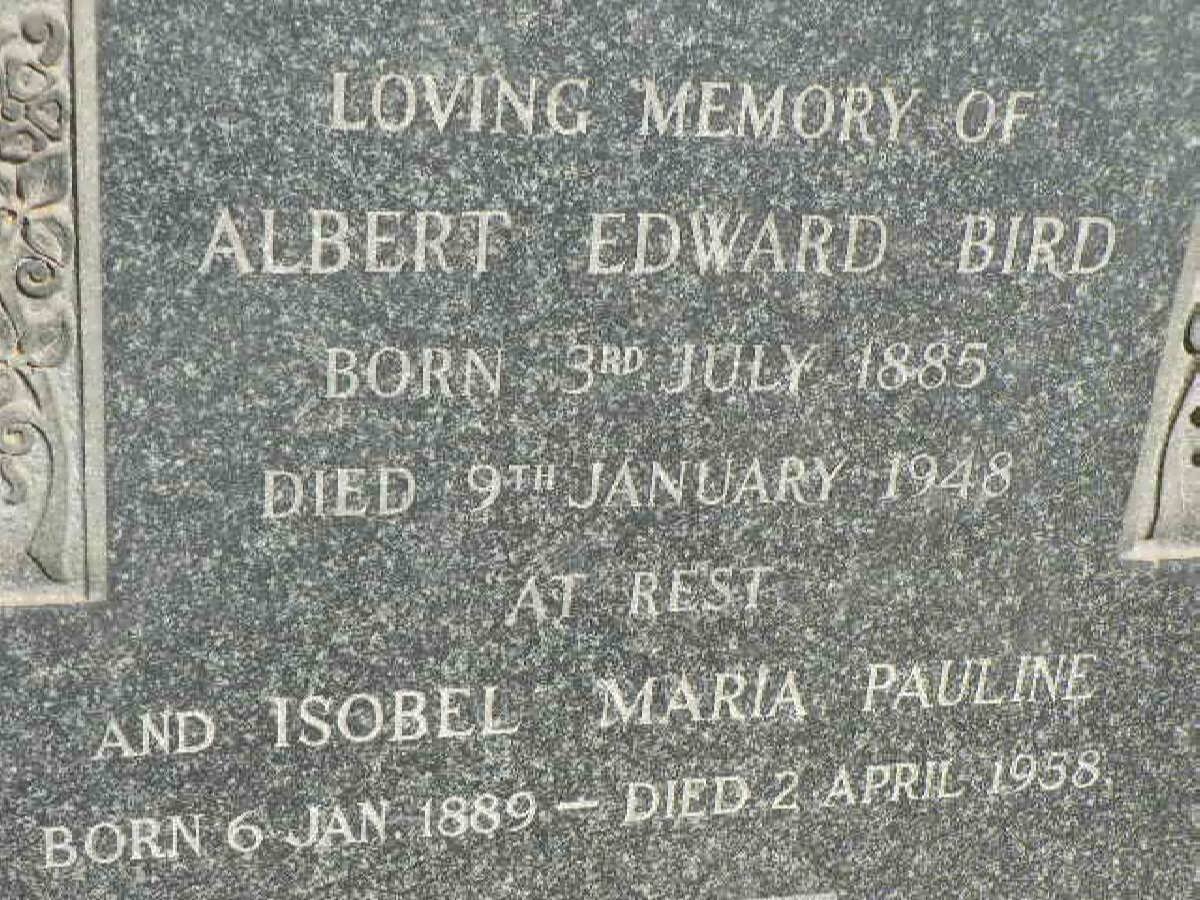 LOVING MEMORY OF
ALBERT EDWARD BIRD
BORN 3RD JULY 1885
DIED 9TH JANUARY 1948
AT REST
AND ISOBEL MARIA PAULINE
BORN 6 JAN. 1889 – DIED 2 APRIL 1958.